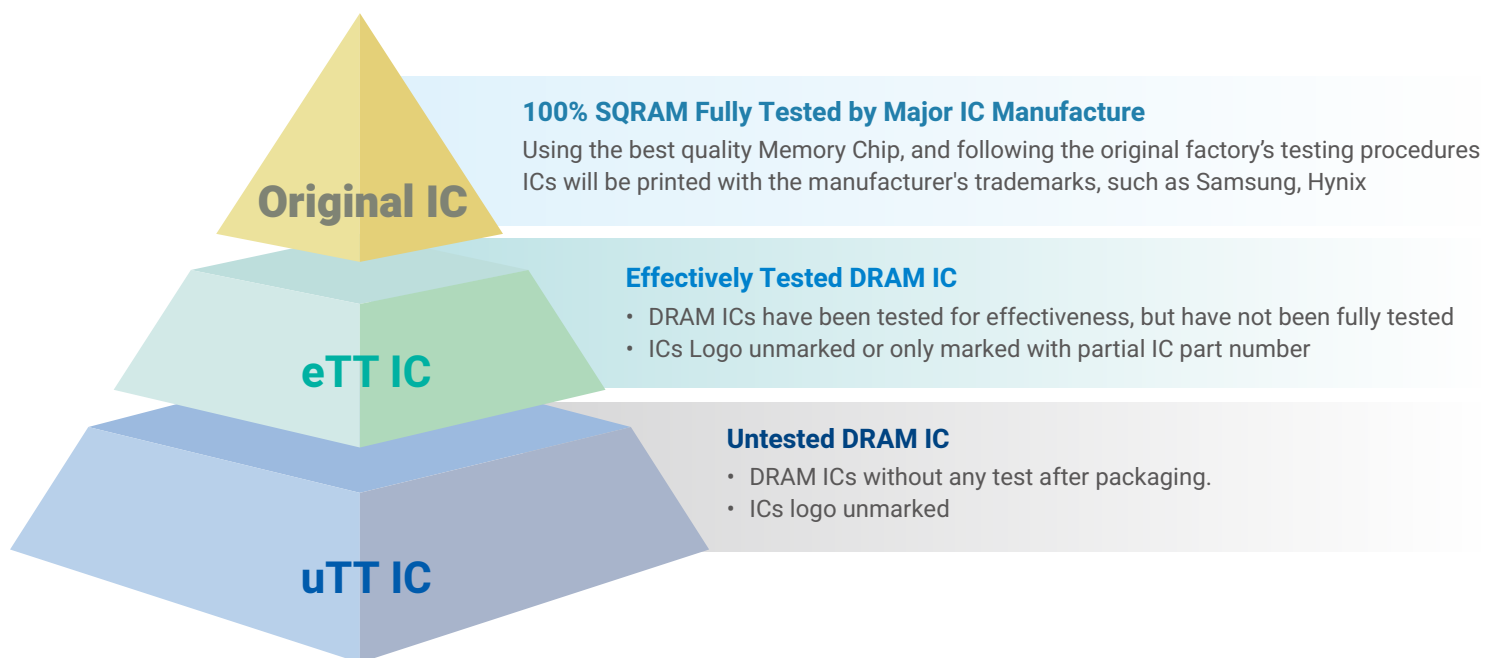 100% SQRAM Fully Tested by Major IC Manufacture
Using the best quality Memory Chip, and following the original factory’s testing procedures
ICs will be printed with the manufacturer's trademarks, such as Samsung, Hynix
Original IC
Effectively Tested DRAM IC
• DRAM ICs have been tested for effectiveness, but have not been fully tested
• ICs Logo unmarked or only marked with partial IC part number
eTT IC
Untested DRAM IC
• DRAM ICs without any test after packaging.
• ICs logo unmarked
uTT IC